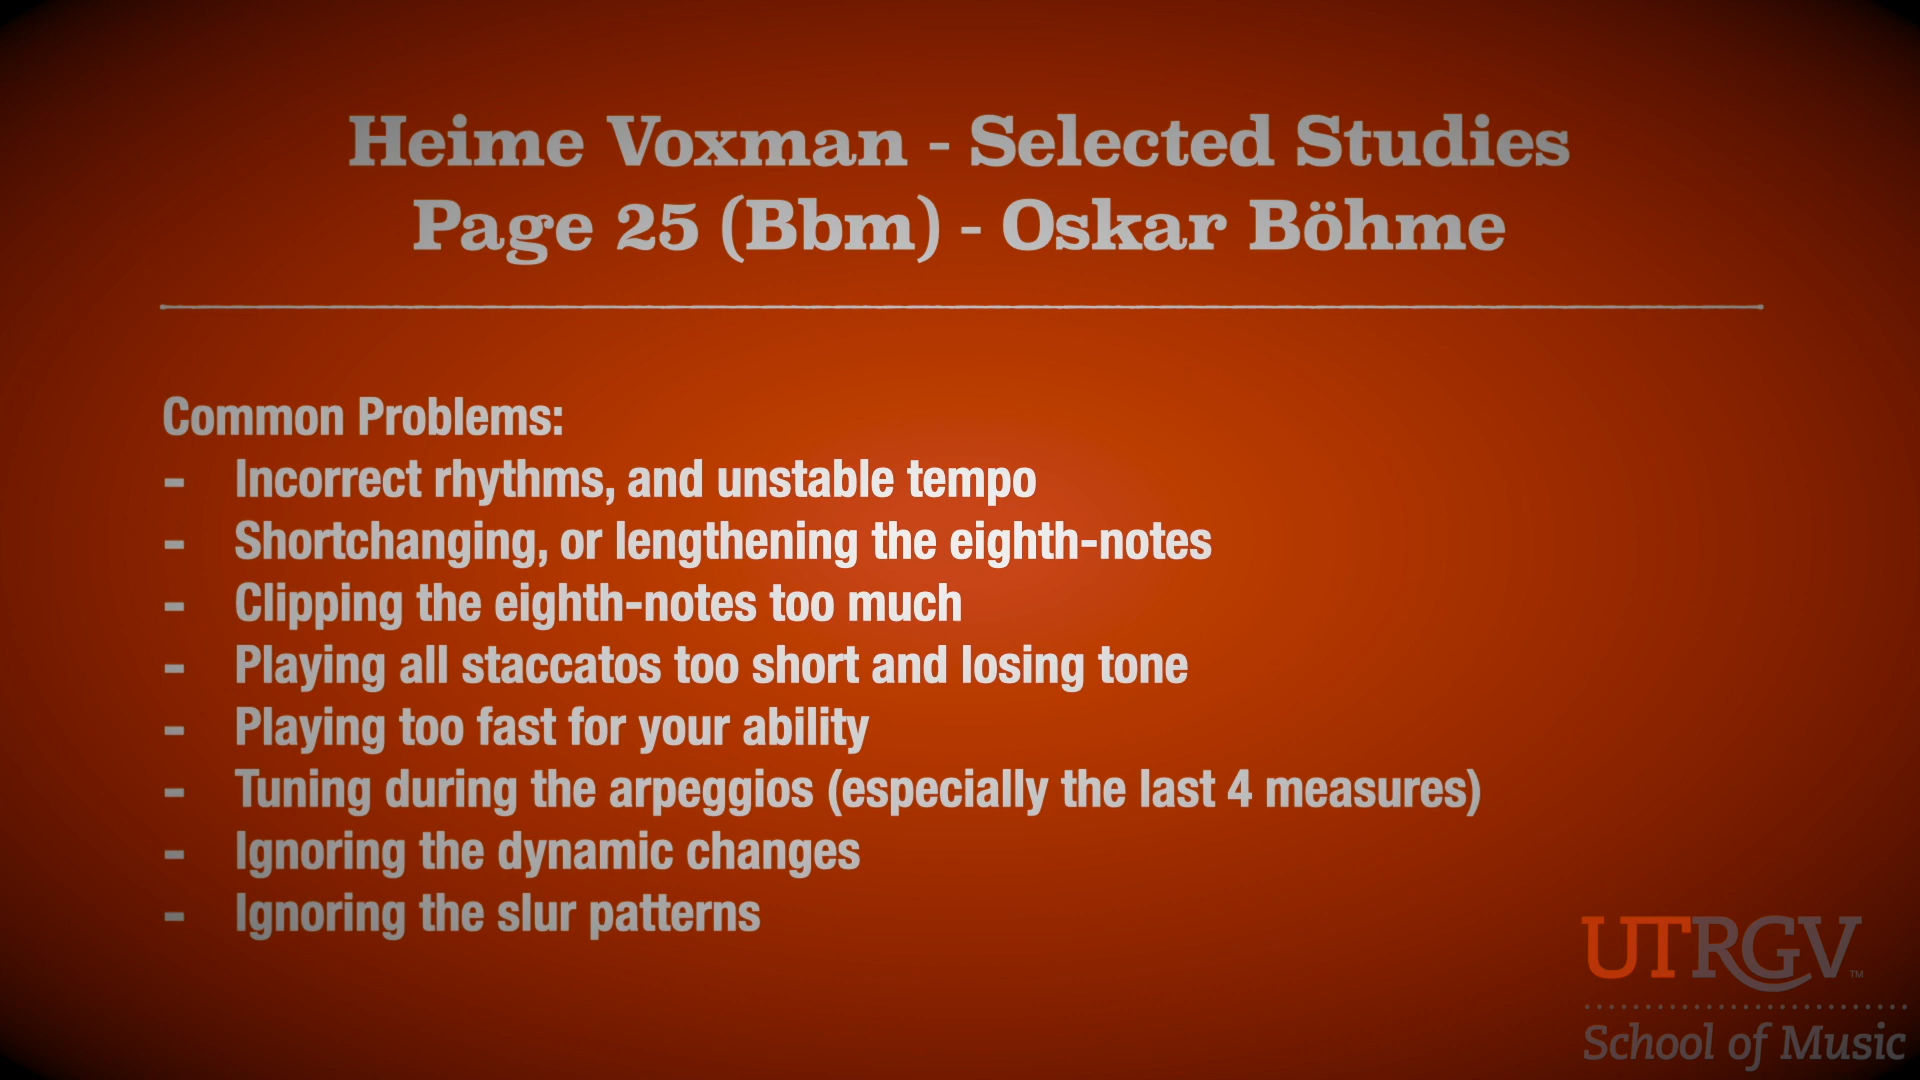 Heime Voxman - Selected Studies
Page 25 (Bbm) - Oskar Böhme
Common Problems:
- Incorrect rhythms, and unstable tempo
- Shortchanging, or lengthening the eighth-notes
- Clipping the eighth-notes too much
- Playing all staccatos too short and losing tone
- Playing too fast for your ability
- Tuning during the arpeggios (especially the last 4 measures)
- Ignoring the dynamic changes
- Ignoring the slur patterns
UTRGV™
School of Music